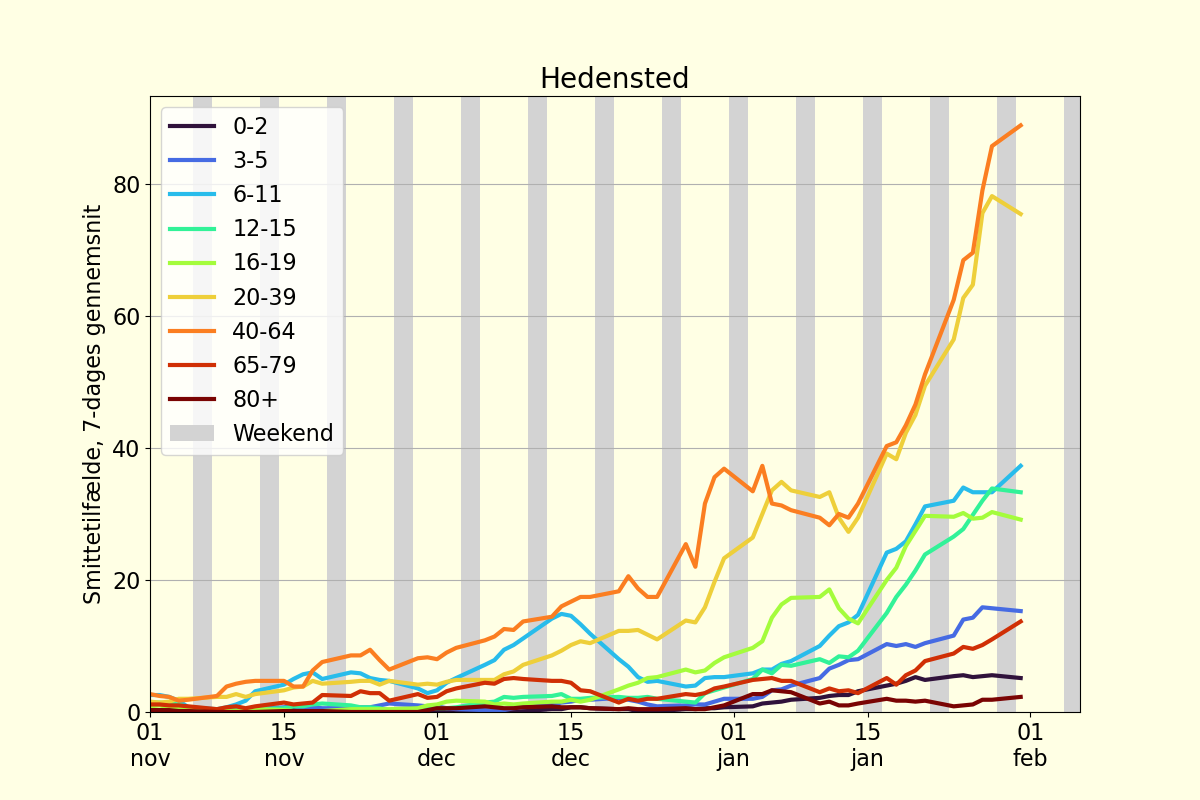 Hedensted
Smittetilfælde, 7-dages gennemsnit
80
60
40
20
0
0-2
3-5
6-11
12-15
16-19
20-39
40-64
65-79
80+
Weekend
01 15 01 15 01 15 01
nov nov dec dec jan jan feb